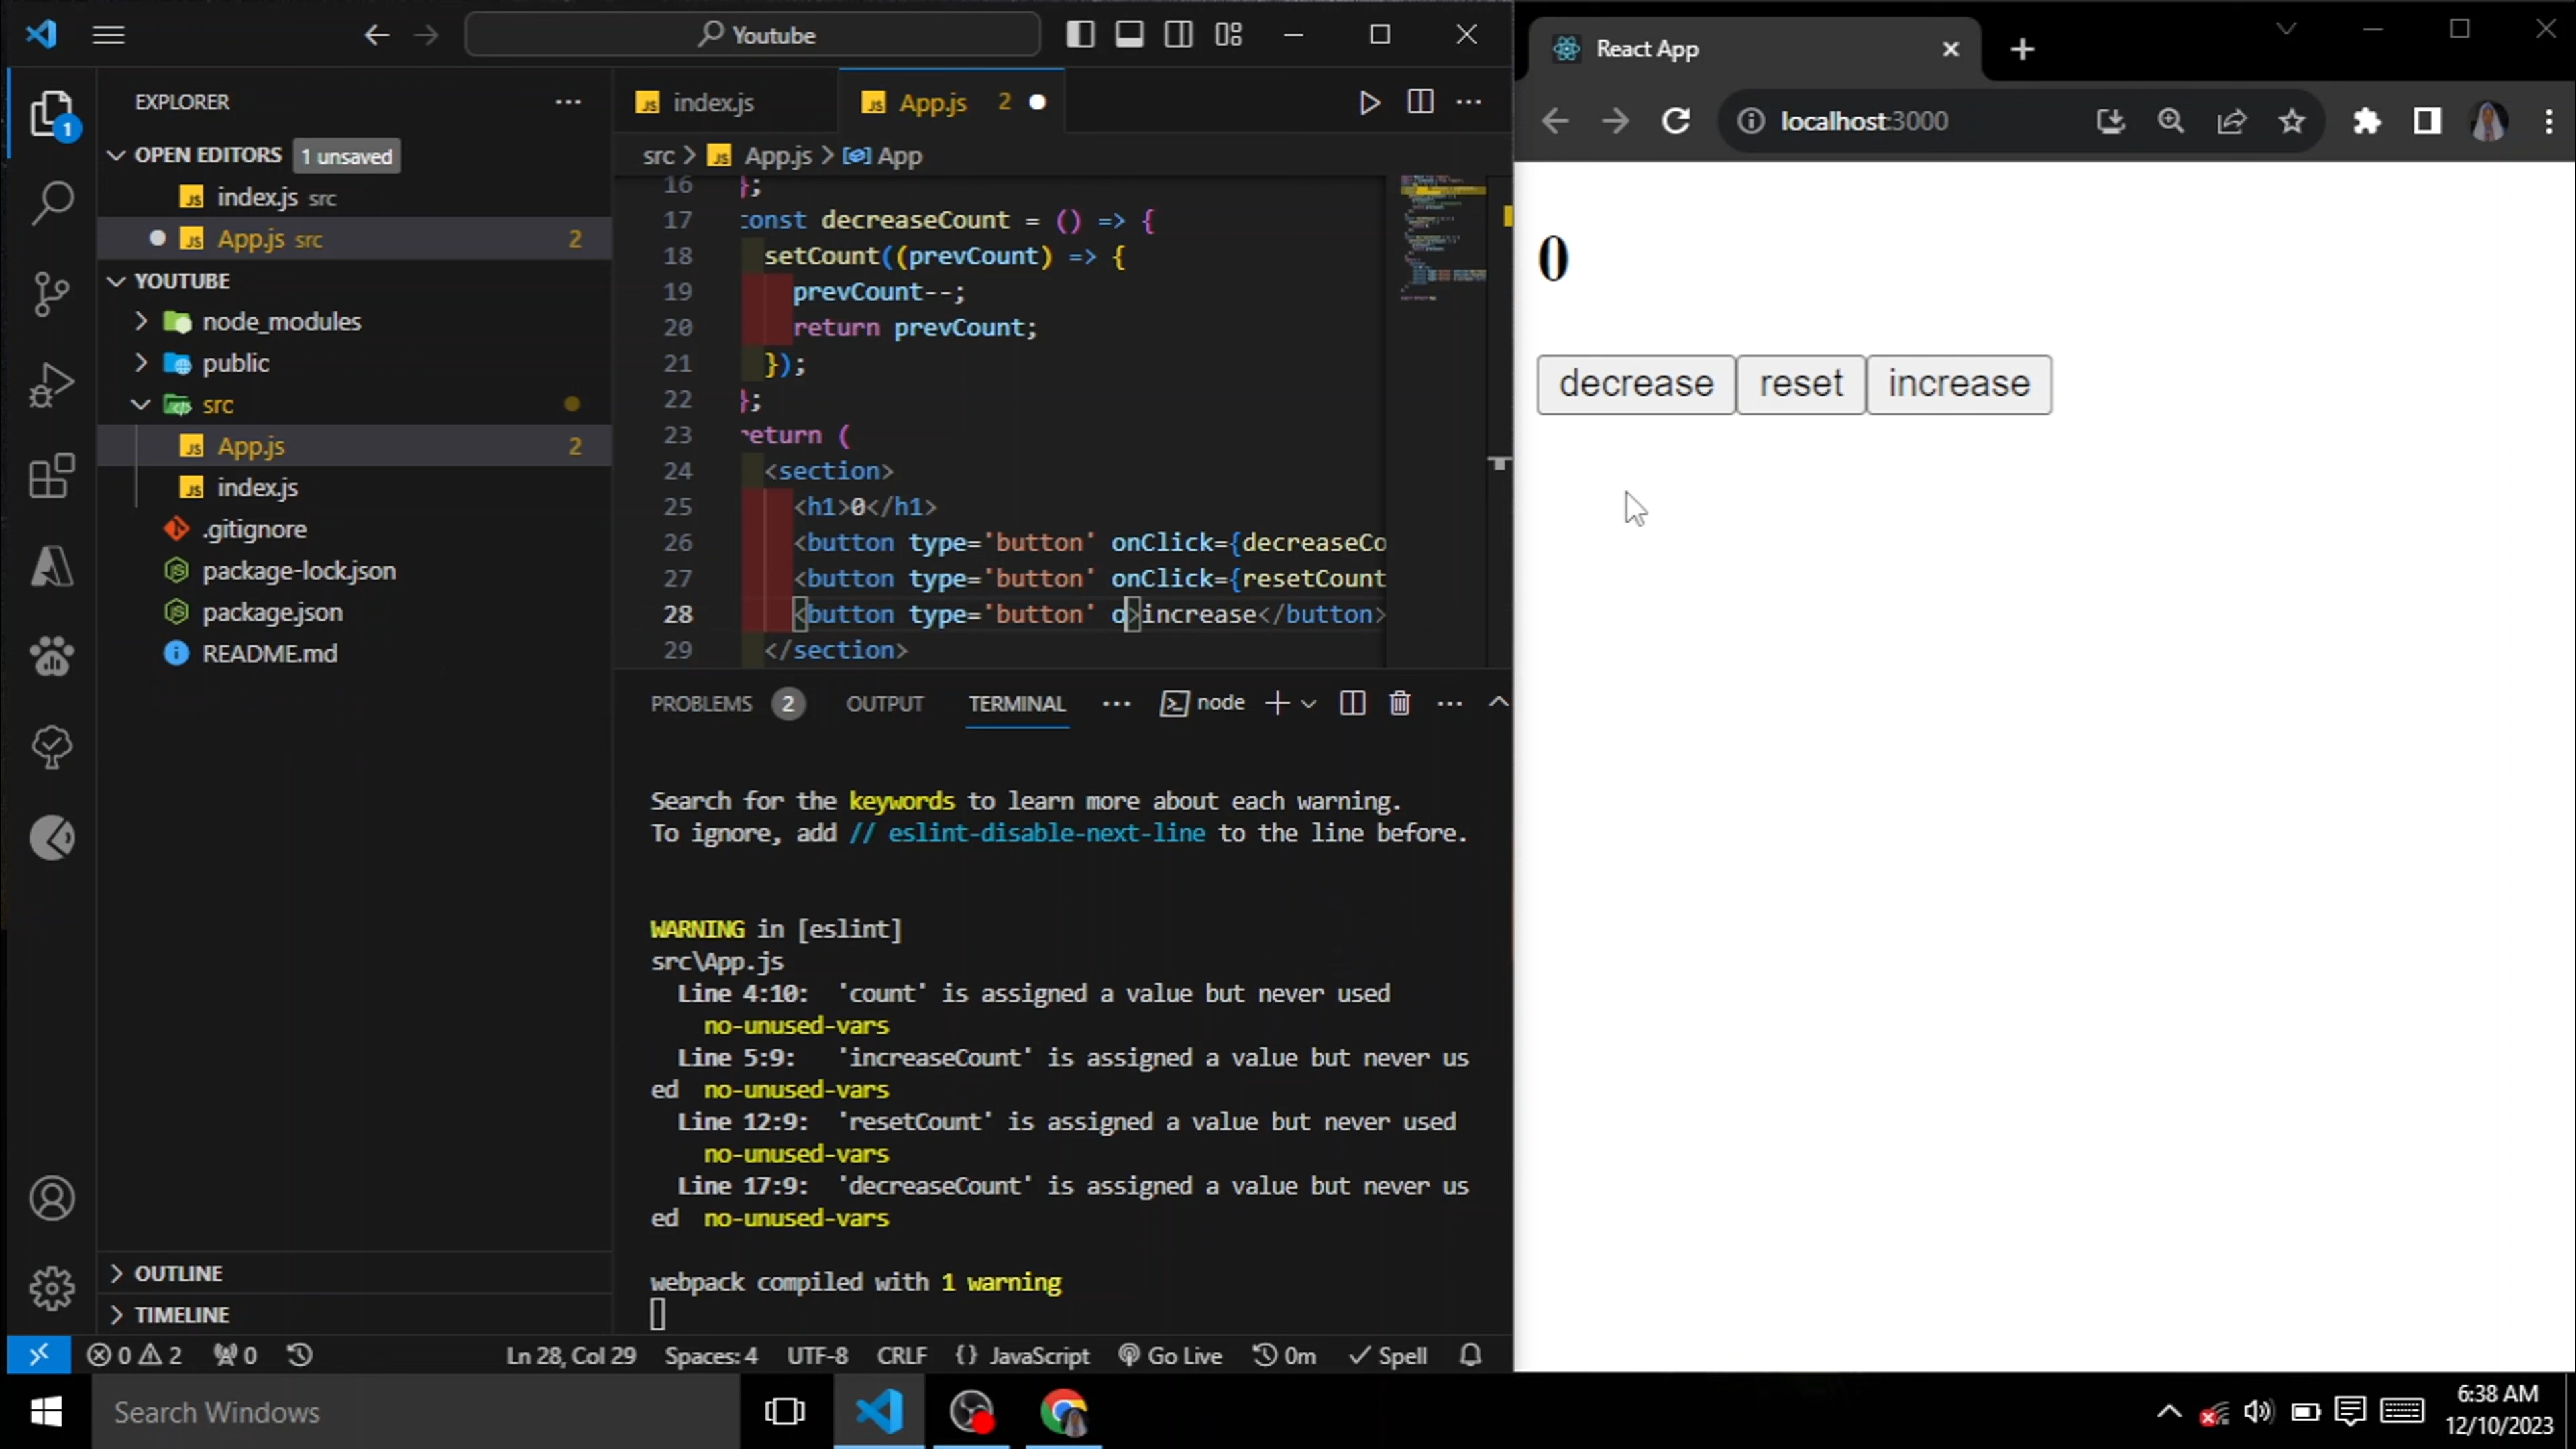 Youtube
EXPLORER
OPEN EDITORS 1 unsaved
index.js src
App.js src 2
YOUTUBE
node_modules
public
src
App.js 2
index.js
.gitignore
package-lock.json
package.json
README.md
OUTLINE
TIMELINE
1
index.js
App.js 2
src > App.js > App
16 };
17 const decreaseCount = () => {
18 setCount((prevCount) => {
19 prevCount--;
20 return prevCount;
21 });
22 };
23 return (
24 <section>
25 <h1>0</h1>
26 <button type='button' onClick={decreaseCo
27 <button type='button' onClick={resetCount
28 <button type='button' o>increase</button>
29 </section>
PROBLEMS 2 OUTPUT TERMINAL ... node
Search for the keywords to learn more about each warning.
To ignore, add // eslint-disable-next-line to the line before.
WARNING in [eslint]
src\App.js
Line 4:10: 'count' is assigned a value but never used
no-unused-vars
Line 5:9: 'increaseCount' is assigned a value but never us
ed no-unused-vars
Line 12:9: 'resetCount' is assigned a value but never used
no-unused-vars
Line 17:9: 'decreaseCount' is assigned a value but never us
ed no-unused-vars
webpack compiled with 1 warning
0 2 0 Ln 28, Col 29 Spaces: 4 UTF-8 CRLF {} JavaScript Go Live 0m Spell
React App
localhost:3000
0
decrease reset increase
Search Windows
6:38 AM
12/10/2023